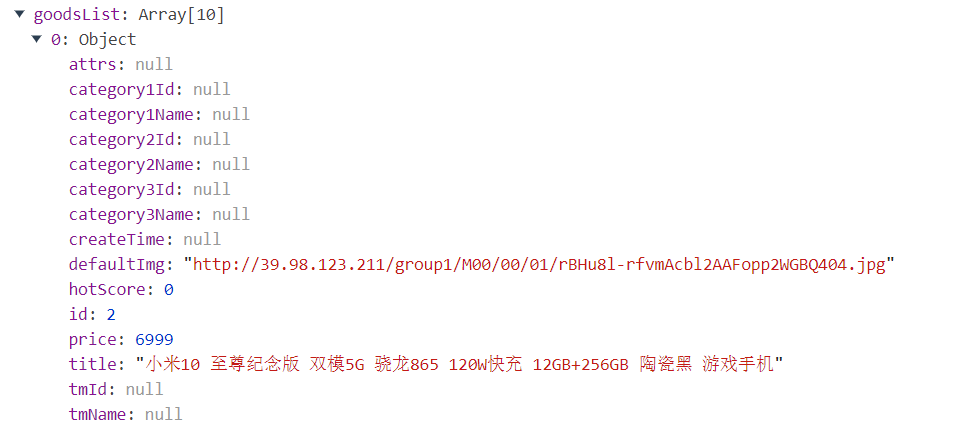 goodsList: Array[10]
0: Object
attrs: null
category1Id: null
category1Name: null
category2Id: null
category2Name: null
category3Id: null
category3Name: null
createTime: null
defaultImg: "http://39.98.123.211/group1/M00/00/01/rBHu8l-rfvmAcbl2AAFopp2WGBQ404.jpg"
hotScore: 0
id: 2
price: 6999
title: "小米10 至尊纪念版 双模5G 骁龙865 120W快充 12GB+256GB 陶瓷黑 游戏手机"
tmId: null
tmName: null